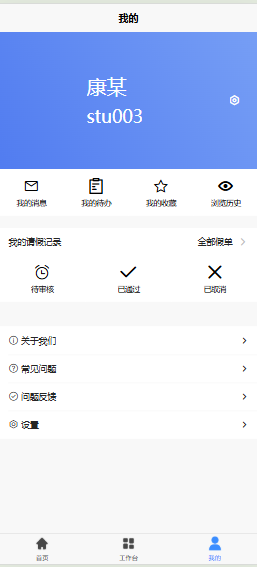 我的
康某
stu003
我的消息 我的待办 我的收藏 浏览历史
我的请假记录 全部假单
待审核 已通过 已取消
关于我们
常见问题
问题反馈
设置
首页 工作台 我的